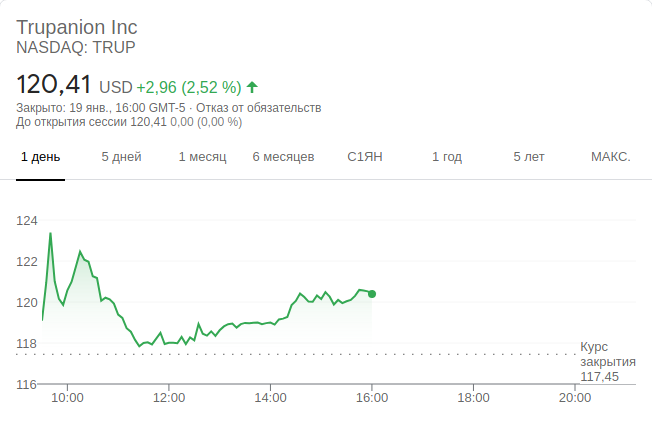 Trupanion Inc
NASDAQ: TRUP
120,41 USD +2,96 (2,52 %)
Закрыто: 19 янв., 16:00 GMT-5 · Отказ от обязательств
До открытия сессии 120,41 0,00 (0,00 %)
1 день 5 дней 1 месяц 6 месяцев С1ЯН 1 год 5 лет МАКС.
124
122
120
118
Курс
закрытия
117,45
116
10:00 12:00 14:00 16:00 18:00 20:00